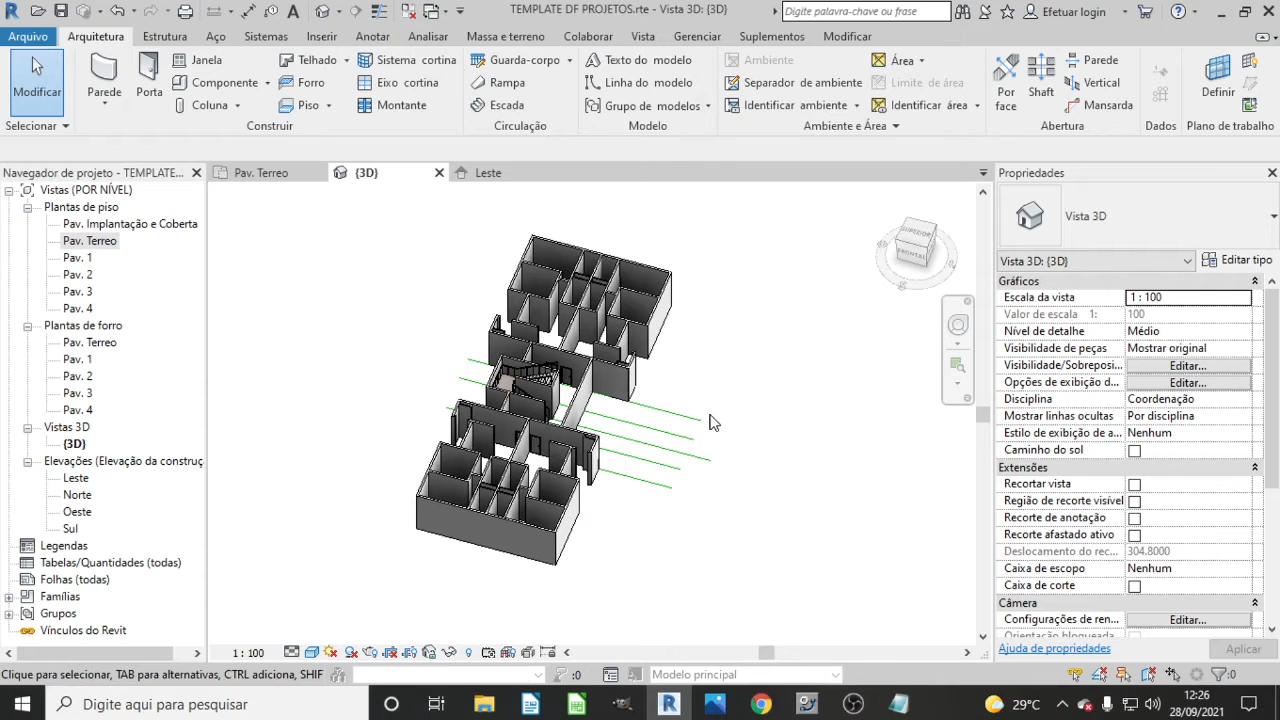 TEMPLATE DF PROJETOS.rte - Vista 3D: {3D}
Digite palavra-chave ou frase
Efetuar login
Arquivo Arquitetura Estrutura Aço Sistemas Inserir Anotar Analisar Massa e terreno Colaborar Vista Gerenciar Suplementos Modificar
Modificar
Parede
Porta
Janela
Componente
Coluna
Telhado
Forro
Piso
Sistema cortina
Eixo cortina
Montante
Guarda-corpo
Rampa
Escada
Texto do modelo
Linha do modelo
Grupo de modelos
Ambiente
Separador de ambiente
Identificar ambiente
Área
Limite de área
Identificar área
Por face
Shaft
Parede
Vertical
Mansarda
Definir
Selecionar Construir Circulação Modelo Ambiente e Área Abertura Dados Plano de trabalho
Navegador de projeto - TEMPLATE...
Vistas (POR NÍVEL)
Plantas de piso
Pav. Implantação e Coberta
Pav. Terreo
Pav. 1
Pav. 2
Pav. 3
Pav. 4
Plantas de forro
Pav. Terreo
Pav. 1
Pav. 2
Pav. 3
Pav. 4
Vistas 3D
{3D}
Elevações (Elevação da construç
Leste
Norte
Oeste
Sul
Legendas
Tabelas/Quantidades (todas)
Folhas (todas)
Famílias
Grupos
Vínculos do Revit
Pav. Terreo {3D} Leste
SUPERIOR
FRONTAL
Propriedades
Vista 3D
Vista 3D: {3D} Editar tipo
Gráficos
Escala da vista 1 : 100
Valor de escala 1: 100
Nível de detalhe Médio
Visibilidade de peças Mostrar original
Visibilidade/Sobreposi... Editar...
Opções de exibição d... Editar...
Disciplina Coordenação
Mostrar linhas ocultas Por disciplina
Estilo de exibição de a... Nenhum
Caminho do sol
Extensões
Recortar vista
Região de recorte visível
Recorte de anotação
Recorte afastado ativo
Deslocamento do rec... 304.8000
Caixa de escopo Nenhum
Caixa de corte
Câmera
Configurações de ren... Editar...
Orientação bloqueada
Ajuda de propriedades Aplicar
1 : 100
Clique para selecionar, TAB para alternativas, CTRL adiciona, SHIF
:0
Modelo principal
:0
Digite aqui para pesquisar
29°C
12:26
28/09/2021